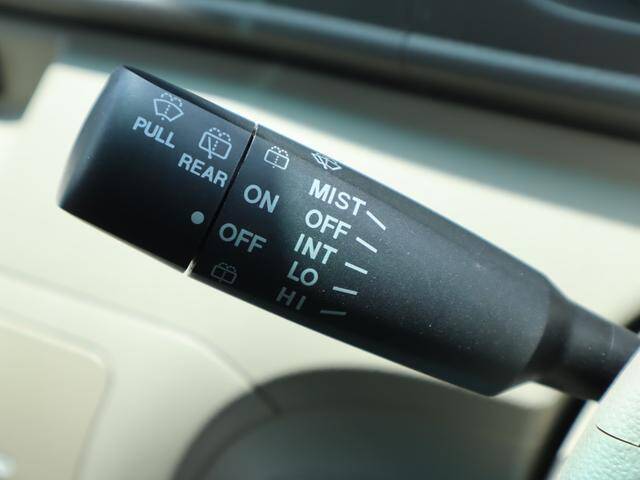 PULL
REAR
ON
OFF
MIST
OFF
INT
LO
HI